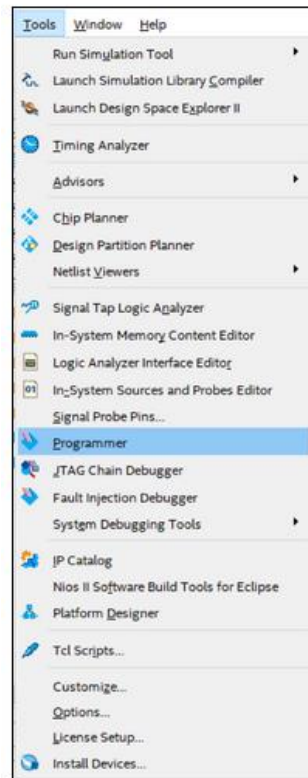 Tools Window Help
Run Simulation Tool
Launch Simulation Library Compiler
Launch Design Space Explorer II
Timing Analyzer
Advisors
Chip Planner
Design Partition Planner
Netlist Viewers
Signal Tap Logic Analyzer
In-System Memory Content Editor
Logic Analyzer Interface Editor
In-System Sources and Probes Editor
Signal Probe Pins...
Programmer
JTAG Chain Debugger
Fault Injection Debugger
System Debugging Tools
IP Catalog
Nios II Software Build Tools for Eclipse
Platform Designer
Tcl Scripts...
Customize...
Options...
License Setup...
Install Devices...